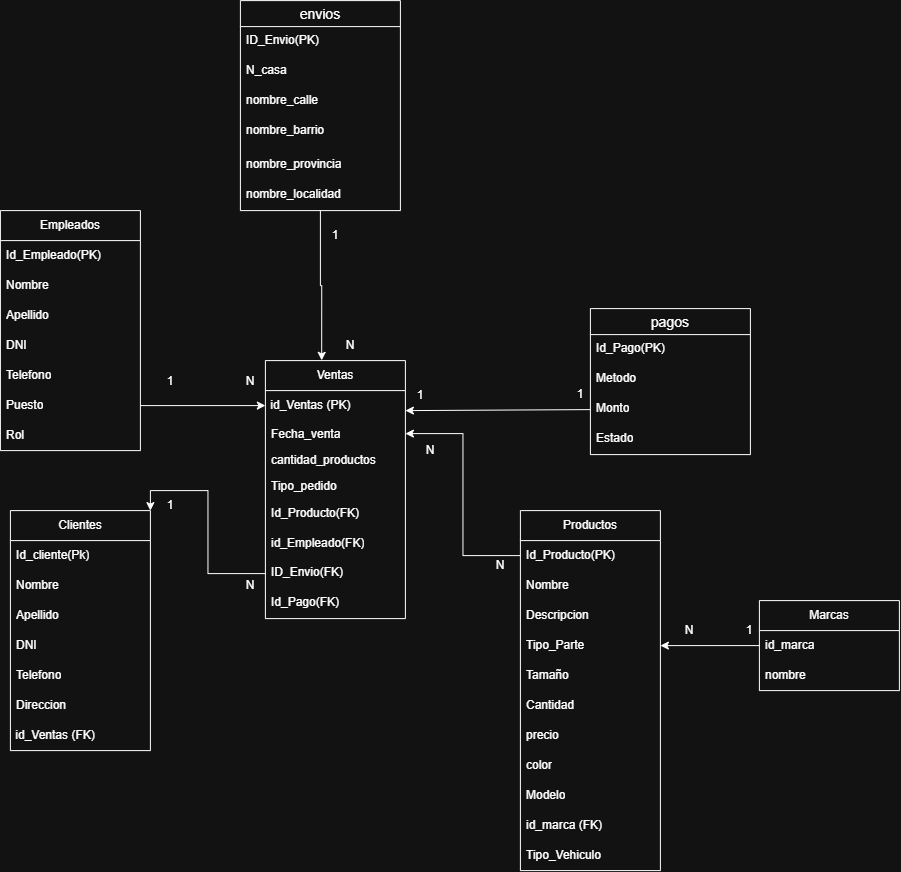 envios
ID_Envio(PK)
N_casa
nombre_calle
nombre_barrio
nombre_provincia
nombre_localidad
1
N
Empleados
Id_Empleado(PK)
Nombre
Apellido
DNI
Telefono
Puesto
Rol
1
N
Ventas
id_Ventas (PK)
Fecha_venta
cantidad_productos
Tipo_pedido
Id_Producto(FK)
id_Empleado(FK)
ID_Envio(FK)
Id_Pago(FK)
1
1
pagos
Id_Pago(PK)
Metodo
Monto
Estado
N
N
1
N
Clientes
Id_cliente(Pk)
Nombre
Apellido
DNI
Telefono
Direccion
id_Ventas (FK)
Productos
Id_Producto(PK)
Nombre
Descripcion
Tipo_Parte
Tamaño
Cantidad
precio
color
Modelo
id_marca (FK)
Tipo_Vehiculo
N
1
Marcas
id_marca
nombre